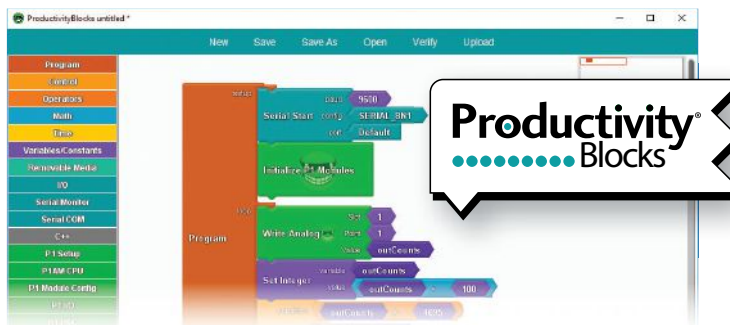 ProductivityBlocks untitled *
New Save Save As Open Verify Upload
Program
Control
Operators
Math
Time
Variables/Constants
Removable Media
I/O
Serial Monitor
Serial COM
C++
P1 Setup
P1AM CPU
P1 Module Config
setup
Serial Start
baud 9600
config SERIAL_8N1
port Default
Initialize P1 Modules
Program
loop
Write Analog
Slot 1
Point 1
Value outCounts
Set Integer
variable outCounts
value outCounts + 100
outCounts 4095
Productivity®
Blocks